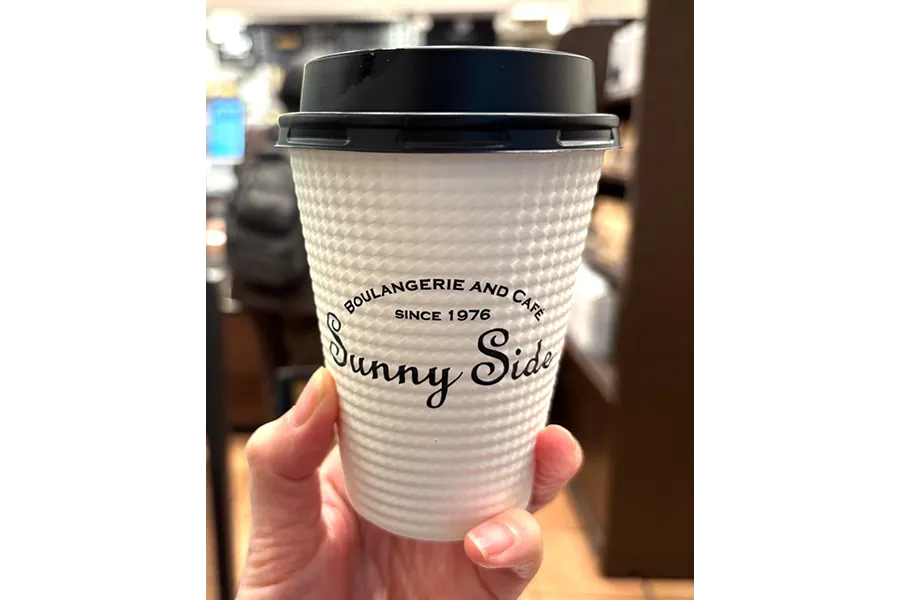 Boulangerie and Café
since 1976
Sunny Side